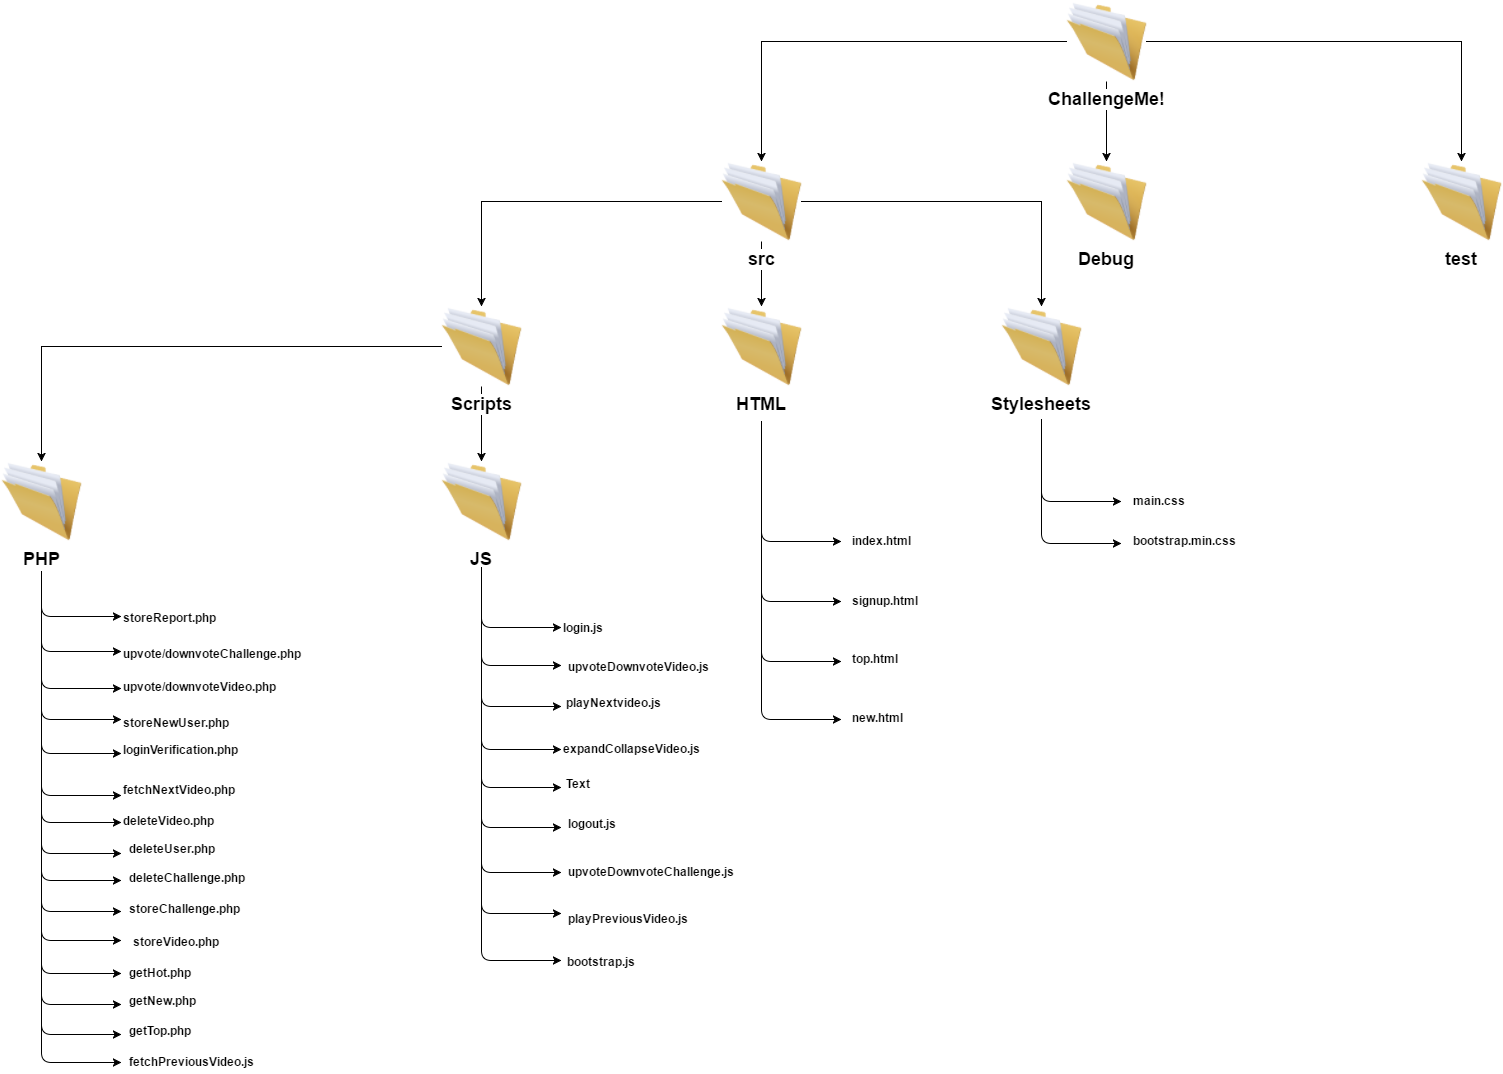 ChallengeMe!
src
Debug
test
Scripts
HTML
Stylesheets
PHP
JS
storeReport.php
upvote/downvoteChallenge.php
upvote/downvoteVideo.php
storeNewUser.php
loginVerification.php
fetchNextVideo.php
deleteVideo.php
deleteUser.php
deleteChallenge.php
storeChallenge.php
storeVideo.php
getHot.php
getNew.php
getTop.php
fetchPreviousVideo.js
login.js
upvoteDownvoteVideo.js
playNextvideo.js
expandCollapseVideo.js
Text
logout.js
upvoteDownvoteChallenge.js
playPreviousVideo.js
bootstrap.js
index.html
signup.html
top.html
new.html
main.css
bootstrap.min.css